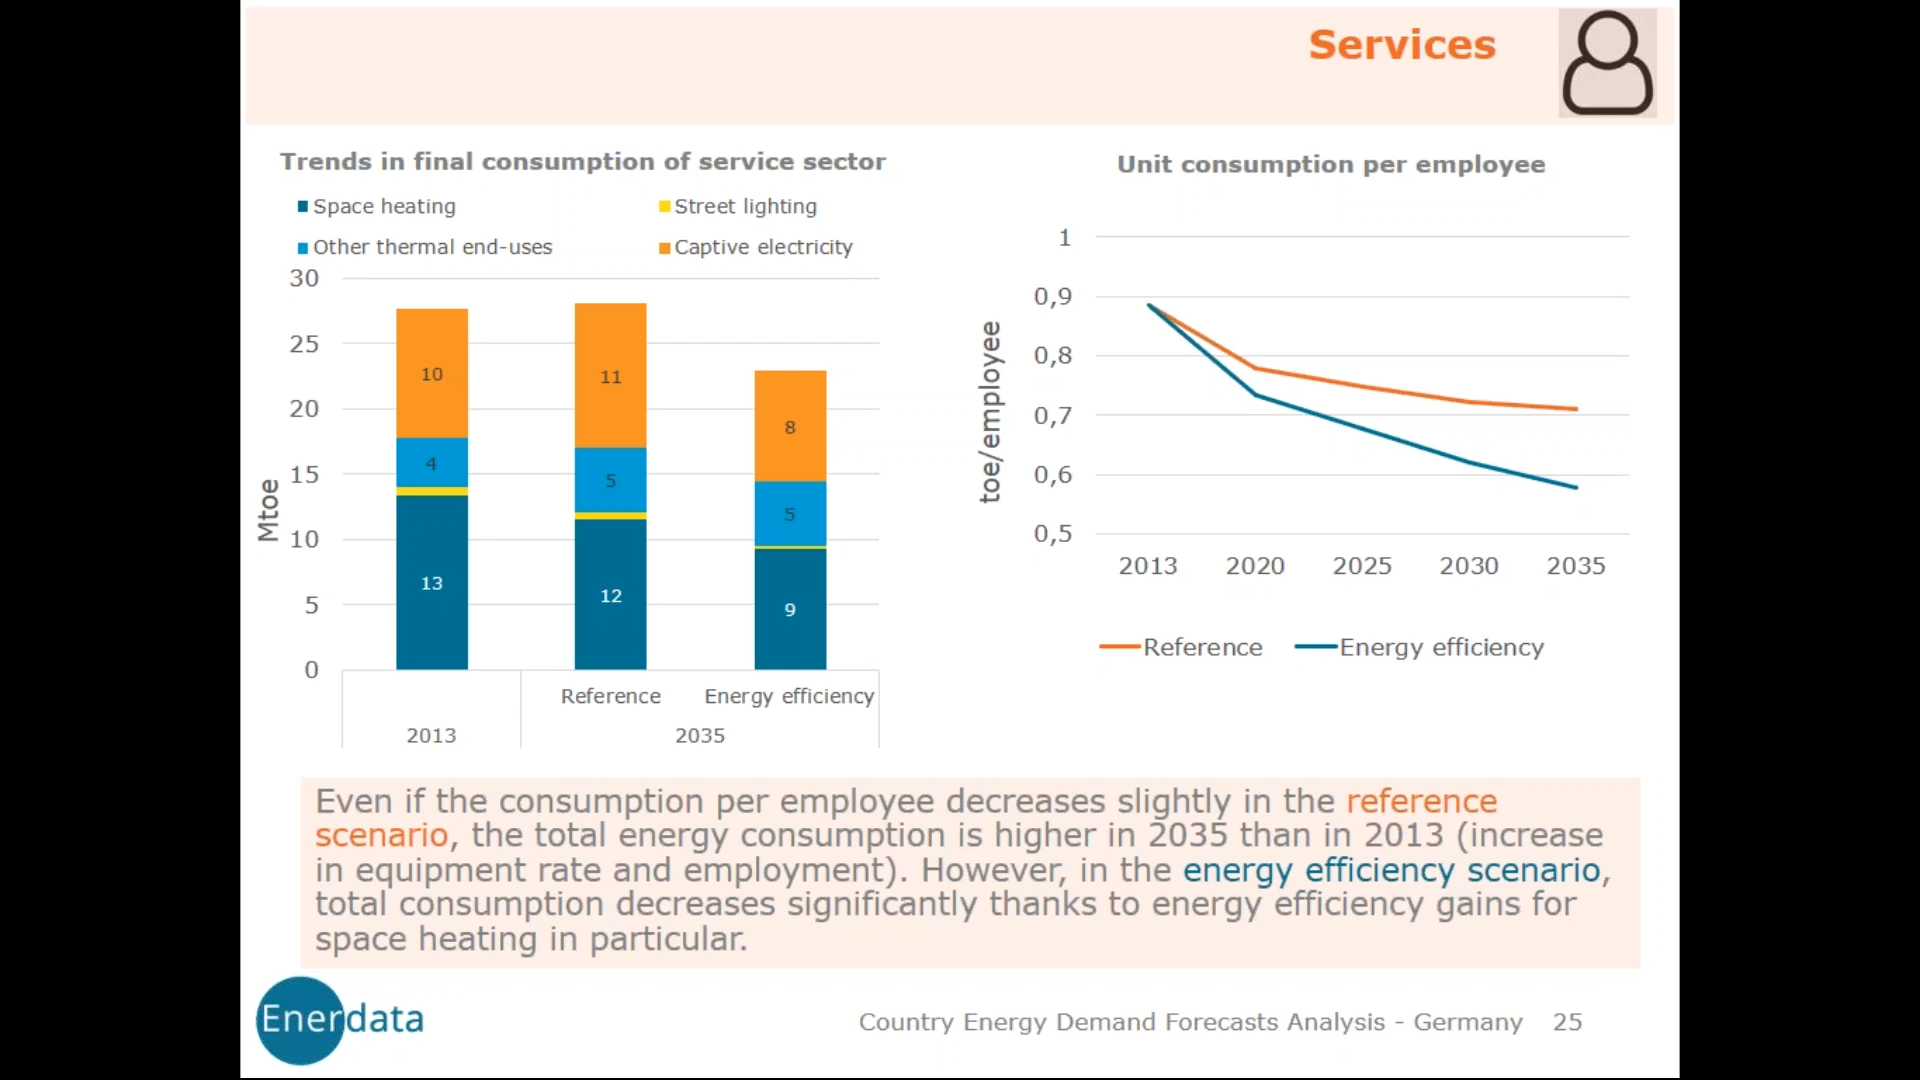 Services
Trends in final consumption of service sector
Space heating
Street lighting
Other thermal end-uses
Captive electricity
Mtoe
30
25
20
15
10
5
0
10
4
13
11
5
12
8
5
9
Reference
Energy efficiency
2013
2035
Unit consumption per employee
toe/employee
1
0,9
0,8
0,7
0,6
0,5
2013
2020
2025
2030
2035
Reference
Energy efficiency
Even if the consumption per employee decreases slightly in the reference
scenario, the total energy consumption is higher in 2035 than in 2013 (increase
in equipment rate and employment). However, in the energy efficiency scenario,
total consumption decreases significantly thanks to energy efficiency gains for
space heating in particular.
Enerdata
Country Energy Demand Forecasts Analysis - Germany 25